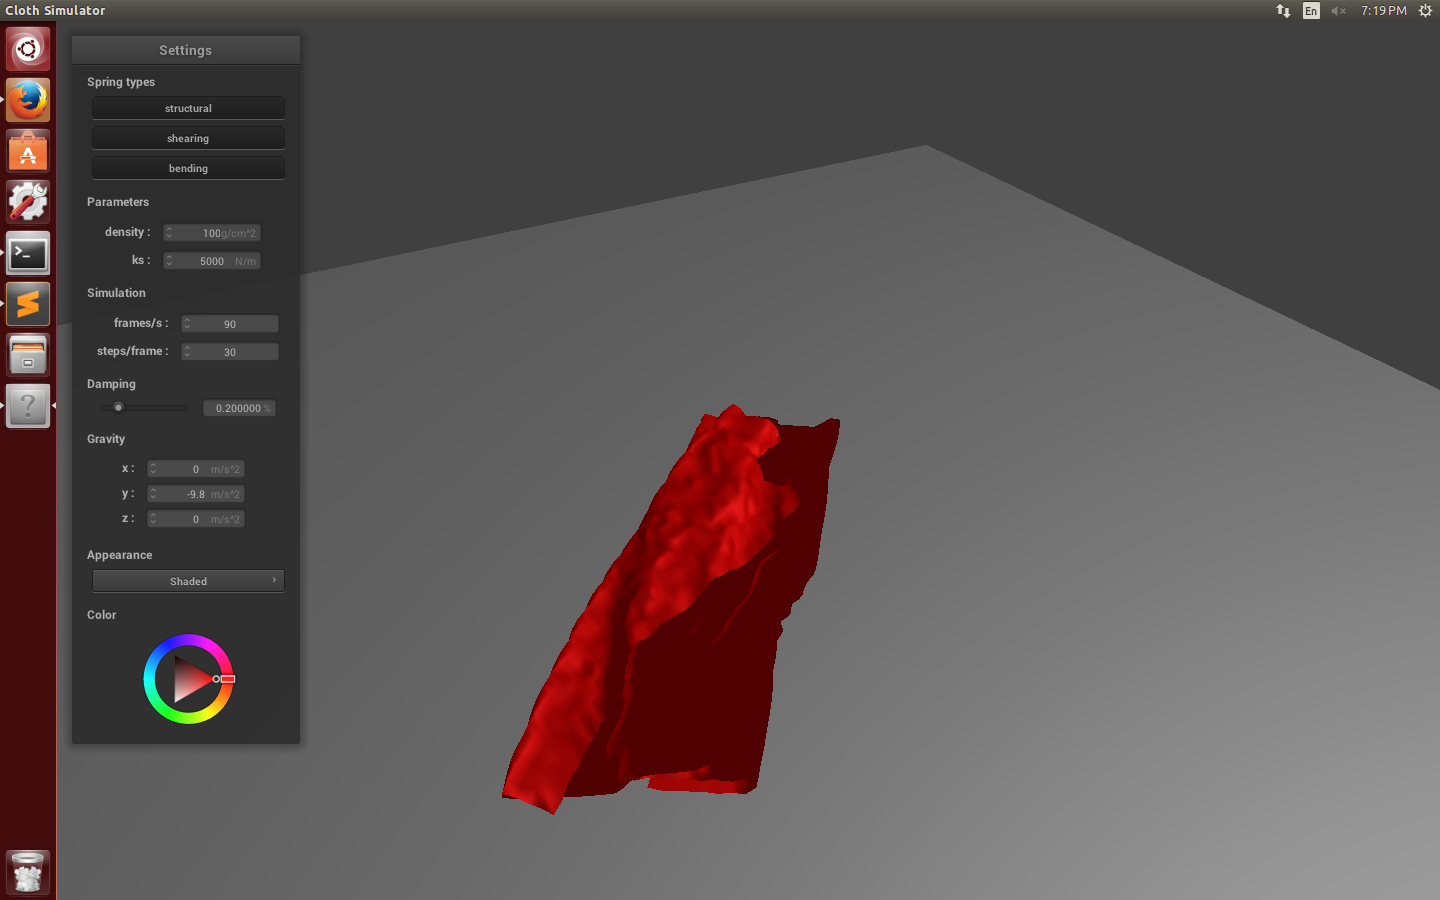 Cloth Simulator
En
7:19 PM
Settings
Spring types
structural
shearing
bending
Parameters
density : 100 g/cm^2
ks : 5000 N/m
Simulation
frames/s : 90
steps/frame : 30
Damping
0.200000 %
Gravity
x : 0 m/s^2
y : -9.8 m/s^2
z : 0 m/s^2
Appearance
Shaded
Color